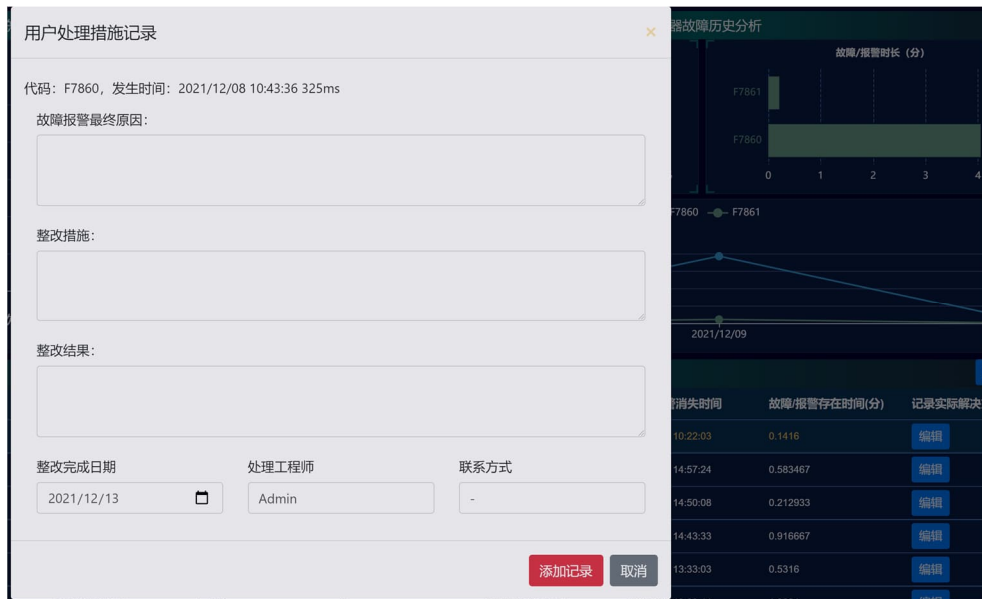 用户处理措施记录
×
代码：F7860，发生时间：2021/12/08 10:43:36 325ms
故障报警最终原因：
整改措施：
整改结果：
整改完成日期 处理工程师 联系方式
2021/12/13 Admin -
添加记录 取消
器故障历史分析
故障/报警时长（分）
F7861
F7860
0 1 2 3 4
F7860 F7861
2021/12/09
消失时间 故障/报警存在时间(分) 记录实际解决
10:22:03 0.1416 编辑
14:57:24 0.583467 编辑
14:50:08 0.212933 编辑
14:43:33 0.916667 编辑
13:33:03 0.5316 编辑